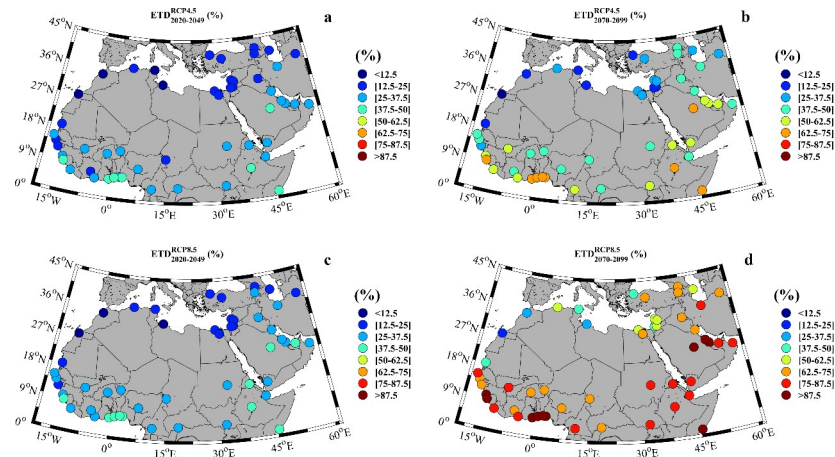 ETD RCP4.5 2020-2049 (%)
a
45°N
36°N
27°N
18°N
9°N
0°
15°W
0°
15°E
30°E
45°E
60°E
(%)
<12.5
[12.5-25]
[25-37.5]
[37.5-50]
[50-62.5]
[62.5-75]
[75-87.5]
>87.5
ETD RCP4.5 2070-2099 (%)
b
45°N
36°N
27°N
18°N
9°N
0°
15°W
0°
15°E
30°E
45°E
60°E
(%)
<12.5
[12.5-25]
[25-37.5]
[37.5-50]
[50-62.5]
[62.5-75]
[75-87.5]
>87.5
ETD RCP8.5 2020-2049 (%)
c
45°N
36°N
27°N
18°N
9°N
0°
15°W
0°
15°E
30°E
45°E
60°E
(%)
<12.5
[12.5-25]
[25-37.5]
[37.5-50]
[50-62.5]
[62.5-75]
[75-87.5]
>87.5
ETD RCP8.5 2070-2099 (%)
d
45°N
36°N
27°N
18°N
9°N
0°
15°W
0°
15°E
30°E
45°E
60°E
(%)
<12.5
[12.5-25]
[25-37.5]
[37.5-50]
[50-62.5]
[62.5-75]
[75-87.5]
>87.5